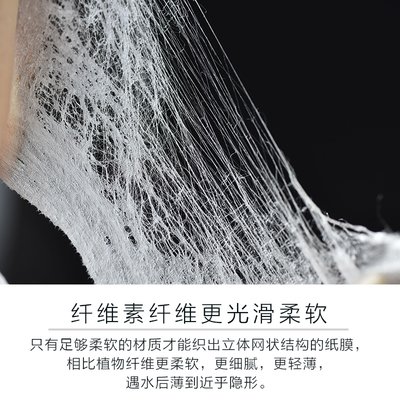 纤维素纤维更光滑柔软
只有足够柔软的材质才能织出立体网状结构的纸膜，
相比植物纤维更柔软，更细腻，更轻薄，
遇水后薄到近乎隐形。